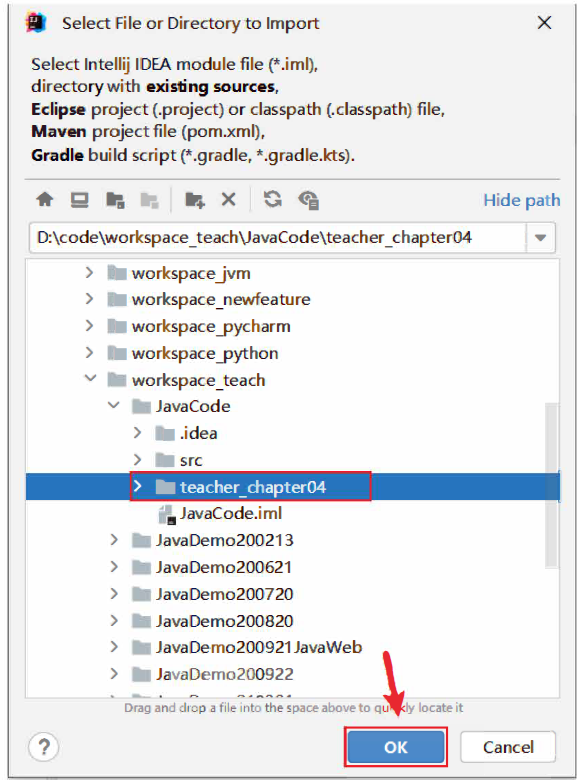 Select File or Directory to Import
Select Intellij IDEA module file (*.iml),
directory with existing sources,
Eclipse project (.project) or classpath (.classpath) file,
Maven project file (pom.xml),
Gradle build script (*.gradle, *.gradle.kts).
Hide path
D:\code\workspace_teach\JavaCode\teacher_chapter04
workspace_jvm
workspace_newfeature
workspace_pycharm
workspace_python
workspace_teach
JavaCode
.idea
src
teacher_chapter04
JavaCode.iml
JavaDemo200213
JavaDemo200621
JavaDemo200720
JavaDemo200820
JavaDemo200921JavaWeb
JavaDemo200922
Drag and drop a file into the space above to quickly locate it
?
OK
Cancel